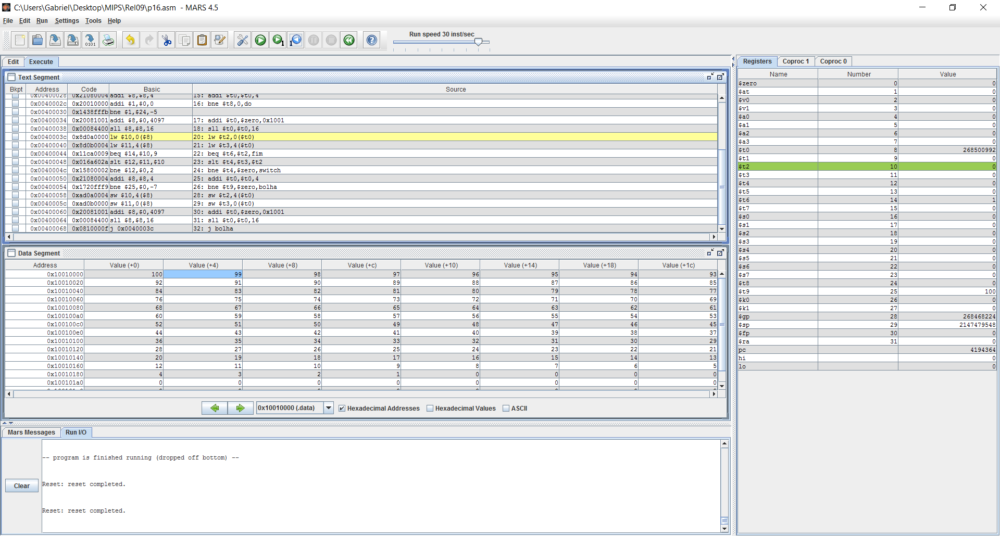 C:\Users\Gabriel\Desktop\MIPS\Rel09\p16.asm - MARS 4.5
File Edit Run Settings Tools Help
Run speed 30 inst/sec
Edit Execute
Text Segment
Bkpt Address Code Basic Source
0x00400028 0x21080004 addi $8,$8,4 15: addi $t0,$t0,4
0x0040002c 0x20010000 addi $1,$0,0 16: bne $t8,0,do
0x00400030 0x1438fffb bne $1,$24,-5
0x00400034 0x20081001 addi $8,$0,4097 17: addi $t0,$zero,0x1001
0x00400038 0x00084400 sll $8,$8,16 18: sll $t0,$t0,16
0x0040003c 0x8d0a0000 lw $10,0($8) 20: lw $t2,0($t0)
0x00400040 0x8d0b0004 lw $11,4($8) 21: lw $t3,4($t0)
0x00400044 0x11ca0009 beq $14,$10,9 22: beq $t6,$t2,fim
0x00400048 0x016a602a slt $12,$11,$10 23: slt $t4,$t3,$t2
0x0040004c 0x15800002 bne $12,$0,2 24: bne $t4,$zero,switch
0x00400050 0x21080004 addi $8,$8,4 25: addi $t0,$t0,4
0x00400054 0x1720fff9 bne $25,$0,-7 26: bne $t9,$zero,bolha
0x00400058 0xad0a0004 sw $10,4($8) 28: sw $t2,4($t0)
0x0040005c 0xad0b0000 sw $11,0($8) 29: sw $t3,0($t0)
0x00400060 0x20081001 addi $8,$0,4097 30: addi $t0,$zero,0x1001
0x00400064 0x00084400 sll $8,$8,16 31: sll $t0,$t0,16
0x00400068 0x0810000f j 0x0040003c 32: j bolha
Data Segment
Address Value (+0) Value (+4) Value (+8) Value (+c) Value (+10) Value (+14) Value (+18) Value (+1c)
0x10010000 100 99 98 97 96 95 94 93
0x10010020 92 91 90 89 88 87 86 85
0x10010040 84 83 82 81 80 79 78 77
0x10010060 76 75 74 73 72 71 70 69
0x10010080 68 67 66 65 64 63 62 61
0x100100a0 60 59 58 57 56 55 54 53
0x100100c0 52 51 50 49 48 47 46 45
0x100100e0 44 43 42 41 40 39 38 37
0x10010100 36 35 34 33 32 31 30 29
0x10010120 28 27 26 25 24 23 22 21
0x10010140 20 19 18 17 16 15 14 13
0x10010160 12 11 10 9 8 7 6 5
0x10010180 4 3 2 1 0 0 0 0
0x100101a0 0 0 0 0 0 0 0 0
0x10010000 (.data) Hexadecimal Addresses Hexadecimal Values ASCII
Mars Messages Run I/O
-- program is finished running (dropped off bottom) --
Reset: reset completed.
Clear
Reset: reset completed.
Registers Coproc 1 Coproc 0
Name Number Value
$zero 0 0
$at 1 0
$v0 2 0
$v1 3 0
$a0 4 0
$a1 5 0
$a2 6 0
$a3 7 0
$t0 8 268500992
$t1 9 0
$t2 10 0
$t3 11 0
$t4 12 0
$t5 13 0
$t6 14 1
$t7 15 0
$s0 16 0
$s1 17 0
$s2 18 0
$s3 19 0
$s4 20 0
$s5 21 0
$s6 22 0
$s7 23 0
$t8 24 0
$t9 25 100
$k0 26 0
$k1 27 0
$gp 28 268468224
$sp 29 2147479548
$fp 30 0
$ra 31 0
pc 4194364
hi 0
lo 0